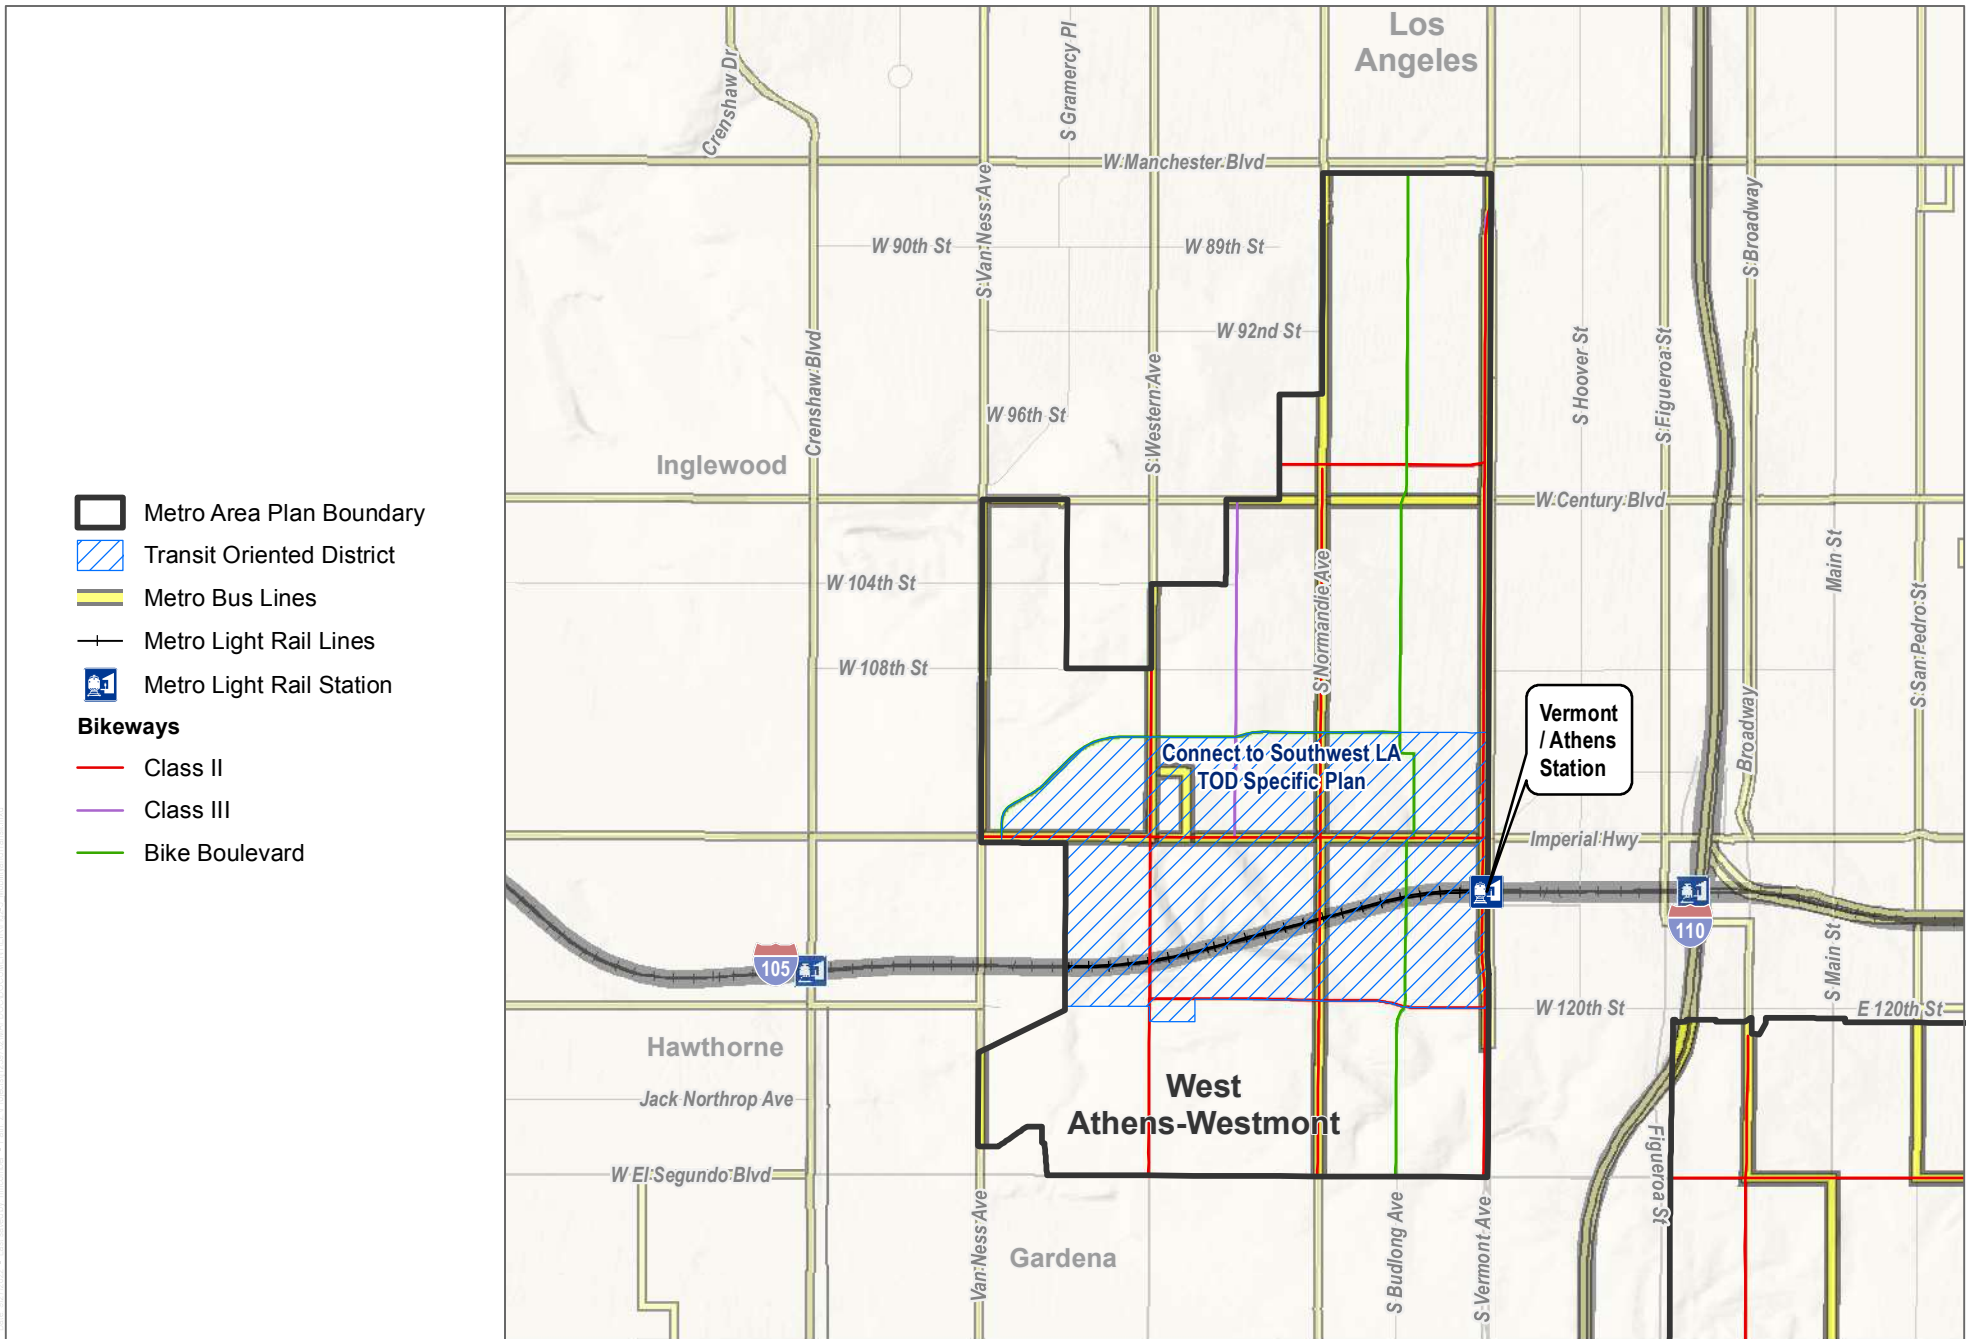 Metro Area Plan Boundary
Transit Oriented District
Metro Bus Lines
Metro Light Rail Lines
Metro Light Rail Station
Bikeways
Class II
Class III
Bike Boulevard
Los
Angeles
Crenshaw Dr
S Gramercy Pl
W Manchester Blvd
S Van Ness Ave
W 90th St
W 89th St
S Broadway
W 92nd St
Crenshaw Blvd
S Western Ave
S Hoover St
S Figueroa St
W 96th St
Inglewood
W Century Blvd
W 104th St
S Normandie Ave
Main St
S San Pedro St
W 108th St
Vermont
/ Athens
Station
Broadway
Connect to Southwest LA
TOD Specific Plan
Imperial Hwy
110
105
S Main St
W 120th St
E 120th St
Hawthorne
Jack Northrop Ave
West
Athens-Westmont
Figueroa St
W El Segundo Blvd
Van Ness Ave
S Budlong Ave
S Vermont Ave
Gardena